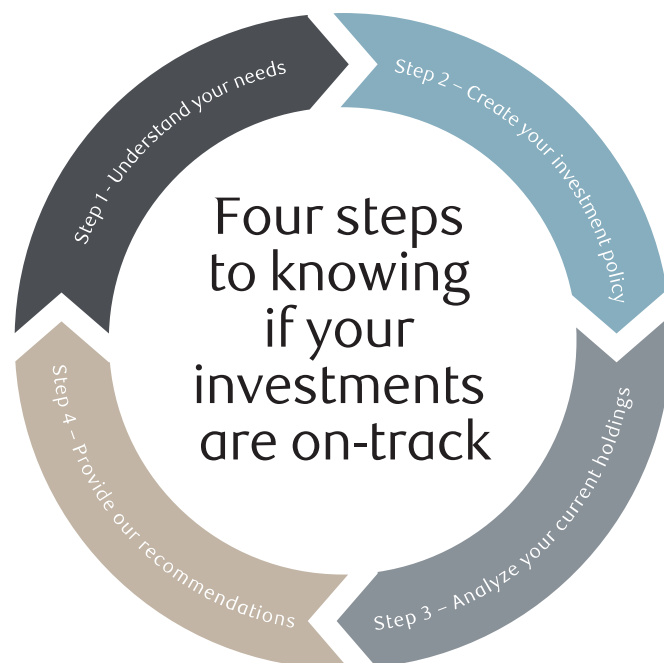 Step 1 - Understand your needs
Step 2 – Create your investment policy
Step 3 – Analyze your current holdings
Step 4 – Provide our recommendations
Four steps
to knowing
if your
investments
are on-track